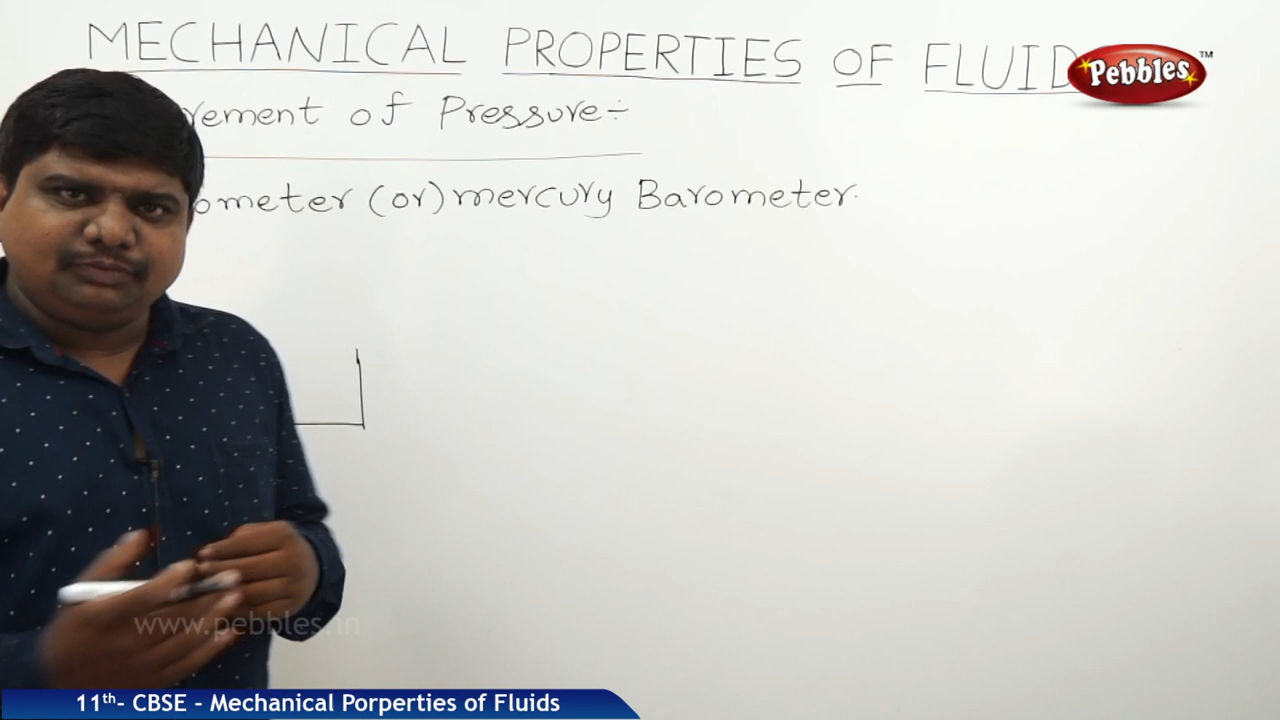 MECHANICAL PROPERTIES OF FLUID
Pebbles™
rement of Pressure:-
ometer (or) mercury Barometer.
www.pebbles.in
11th- CBSE - Mechanical Porperties of Fluids